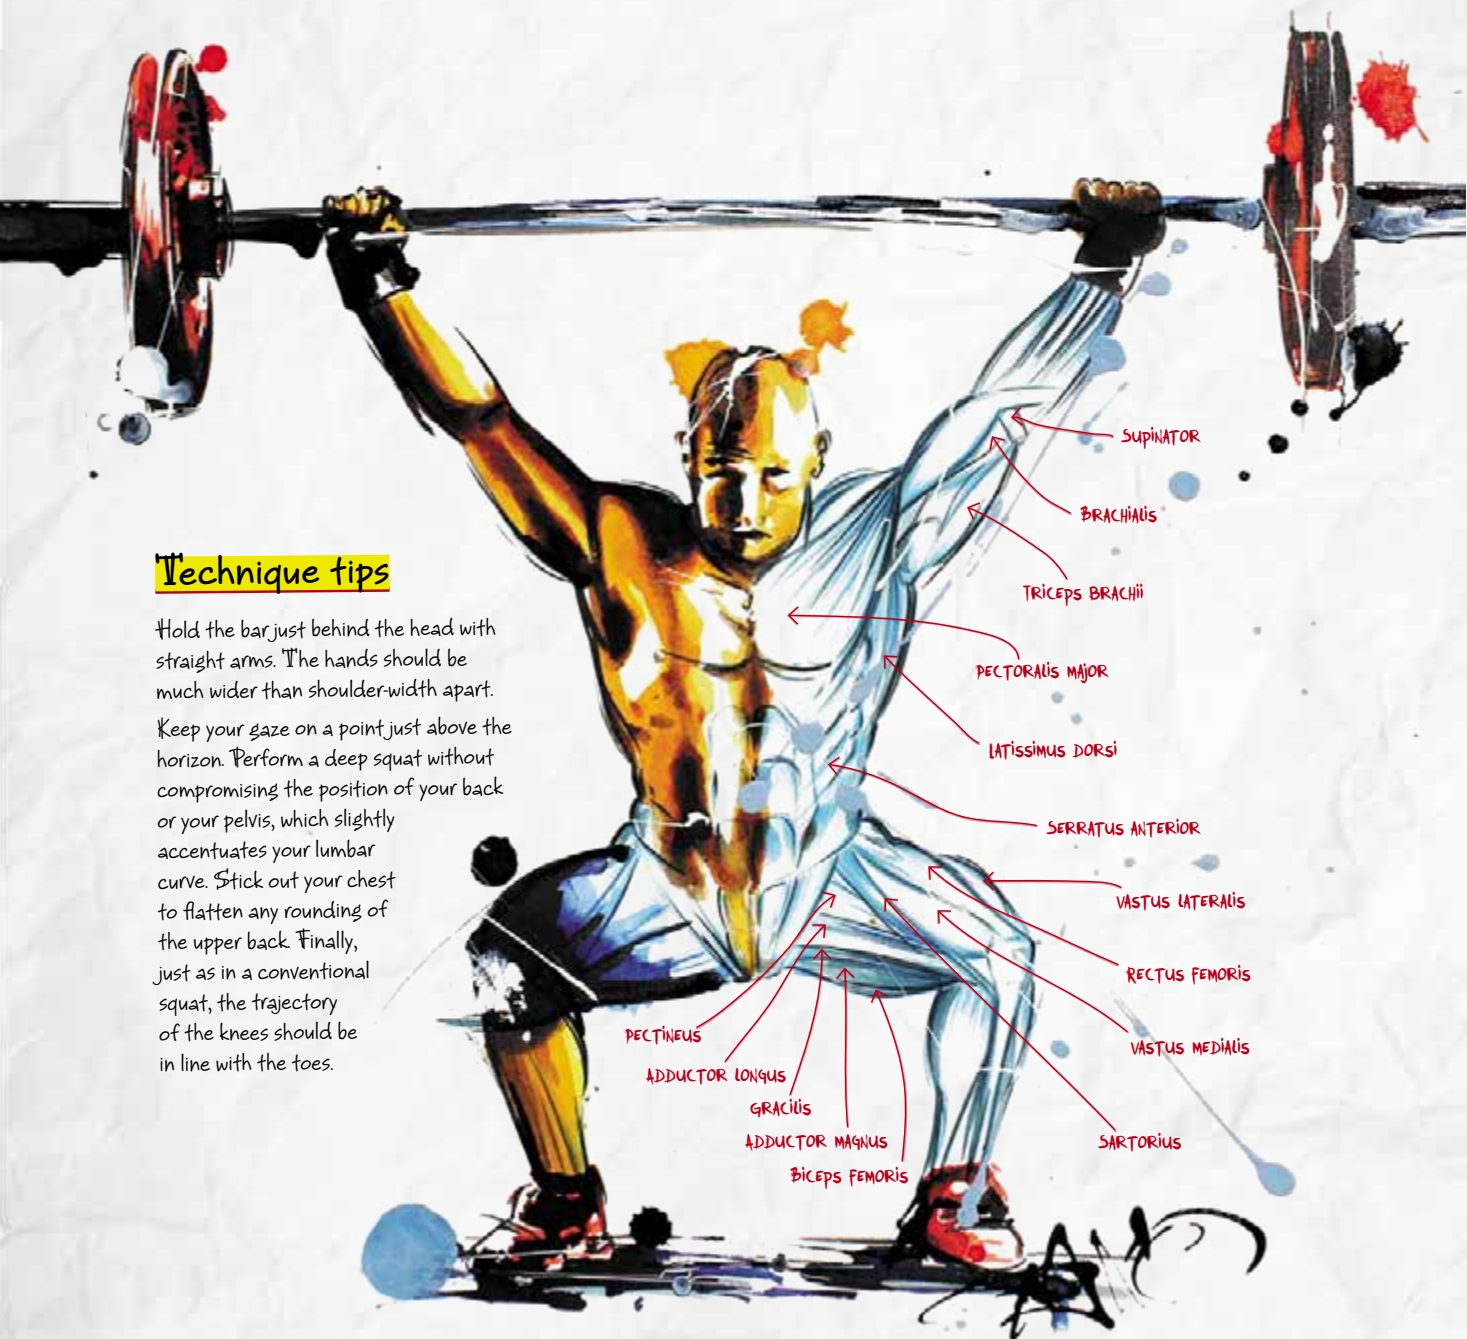 Technique tips
Hold the bar just behind the head with
straight arms. The hands should be
much wider than shoulder-width apart.
Keep your gaze on a point just above the
horizon. Perform a deep squat without
compromising the position of your back
or your pelvis, which slightly
accentuates your lumbar
curve. Stick out your chest
to flatten any rounding of
the upper back. Finally,
just as in a conventional
squat, the trajectory
of the knees should be
in line with the toes.
SUPINATOR
BRACHIALIS
TRICEPS BRACHII
PECTORALIS MAJOR
LATISSIMUS DORSI
SERRATUS ANTERIOR
VASTUS LATERALIS
RECTUS FEMORIS
VASTUS MEDIALIS
SARTORIUS
PECTINEUS
ADDUCTOR LONGUS
GRACILIS
ADDUCTOR MAGNUS
BICEPS FEMORIS